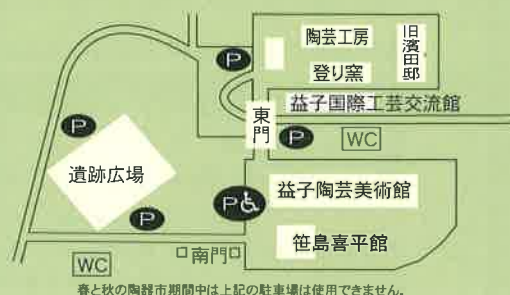 陶芸工房
旧濱田邸
P
登り窯
益子国際工芸交流館
東門
P
P
WC
遺跡広場
P♿
益子陶芸美術館
P
笹島喜平館
南門
WC
春と秋の陶器市期間中は上記の駐車場は使用できません。